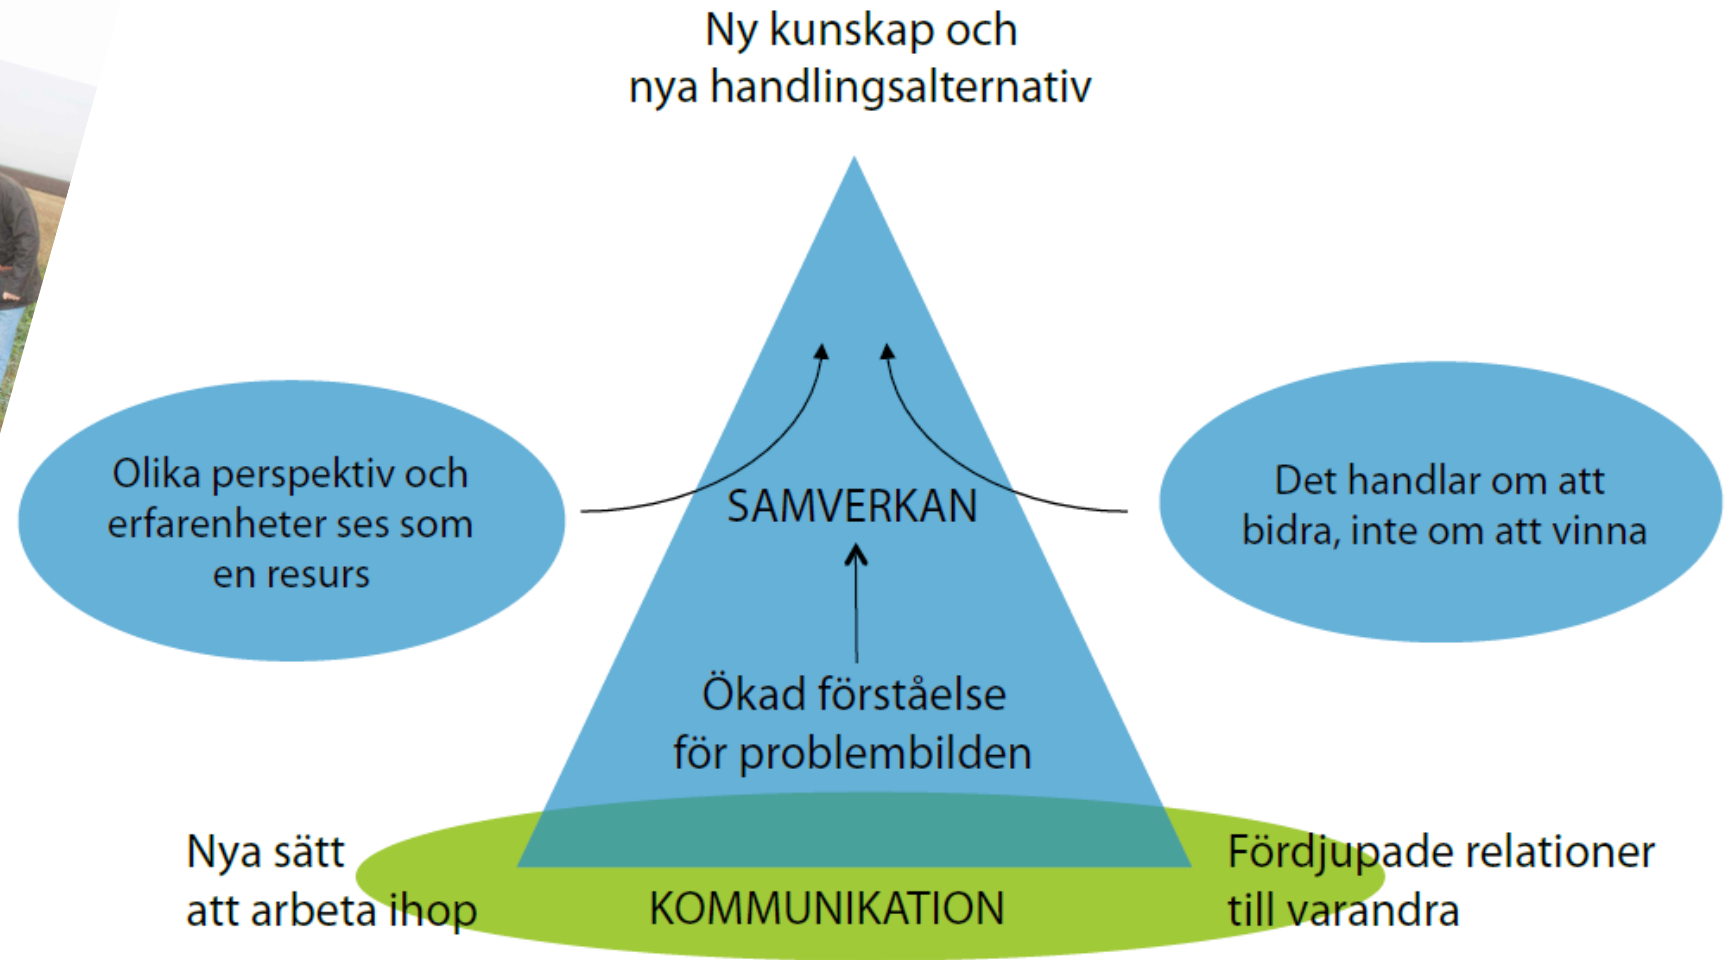 Ny kunskap och
nya handlingsalternativ
Olika perspektiv och
erfarenheter ses som
en resurs
SAMVERKAN
Det handlar om att
bidra, inte om att vinna
Ökad förståelse
för problembilden
Nya sätt
att arbeta ihop
KOMMUNIKATION
Fördjupade relationer
till varandra